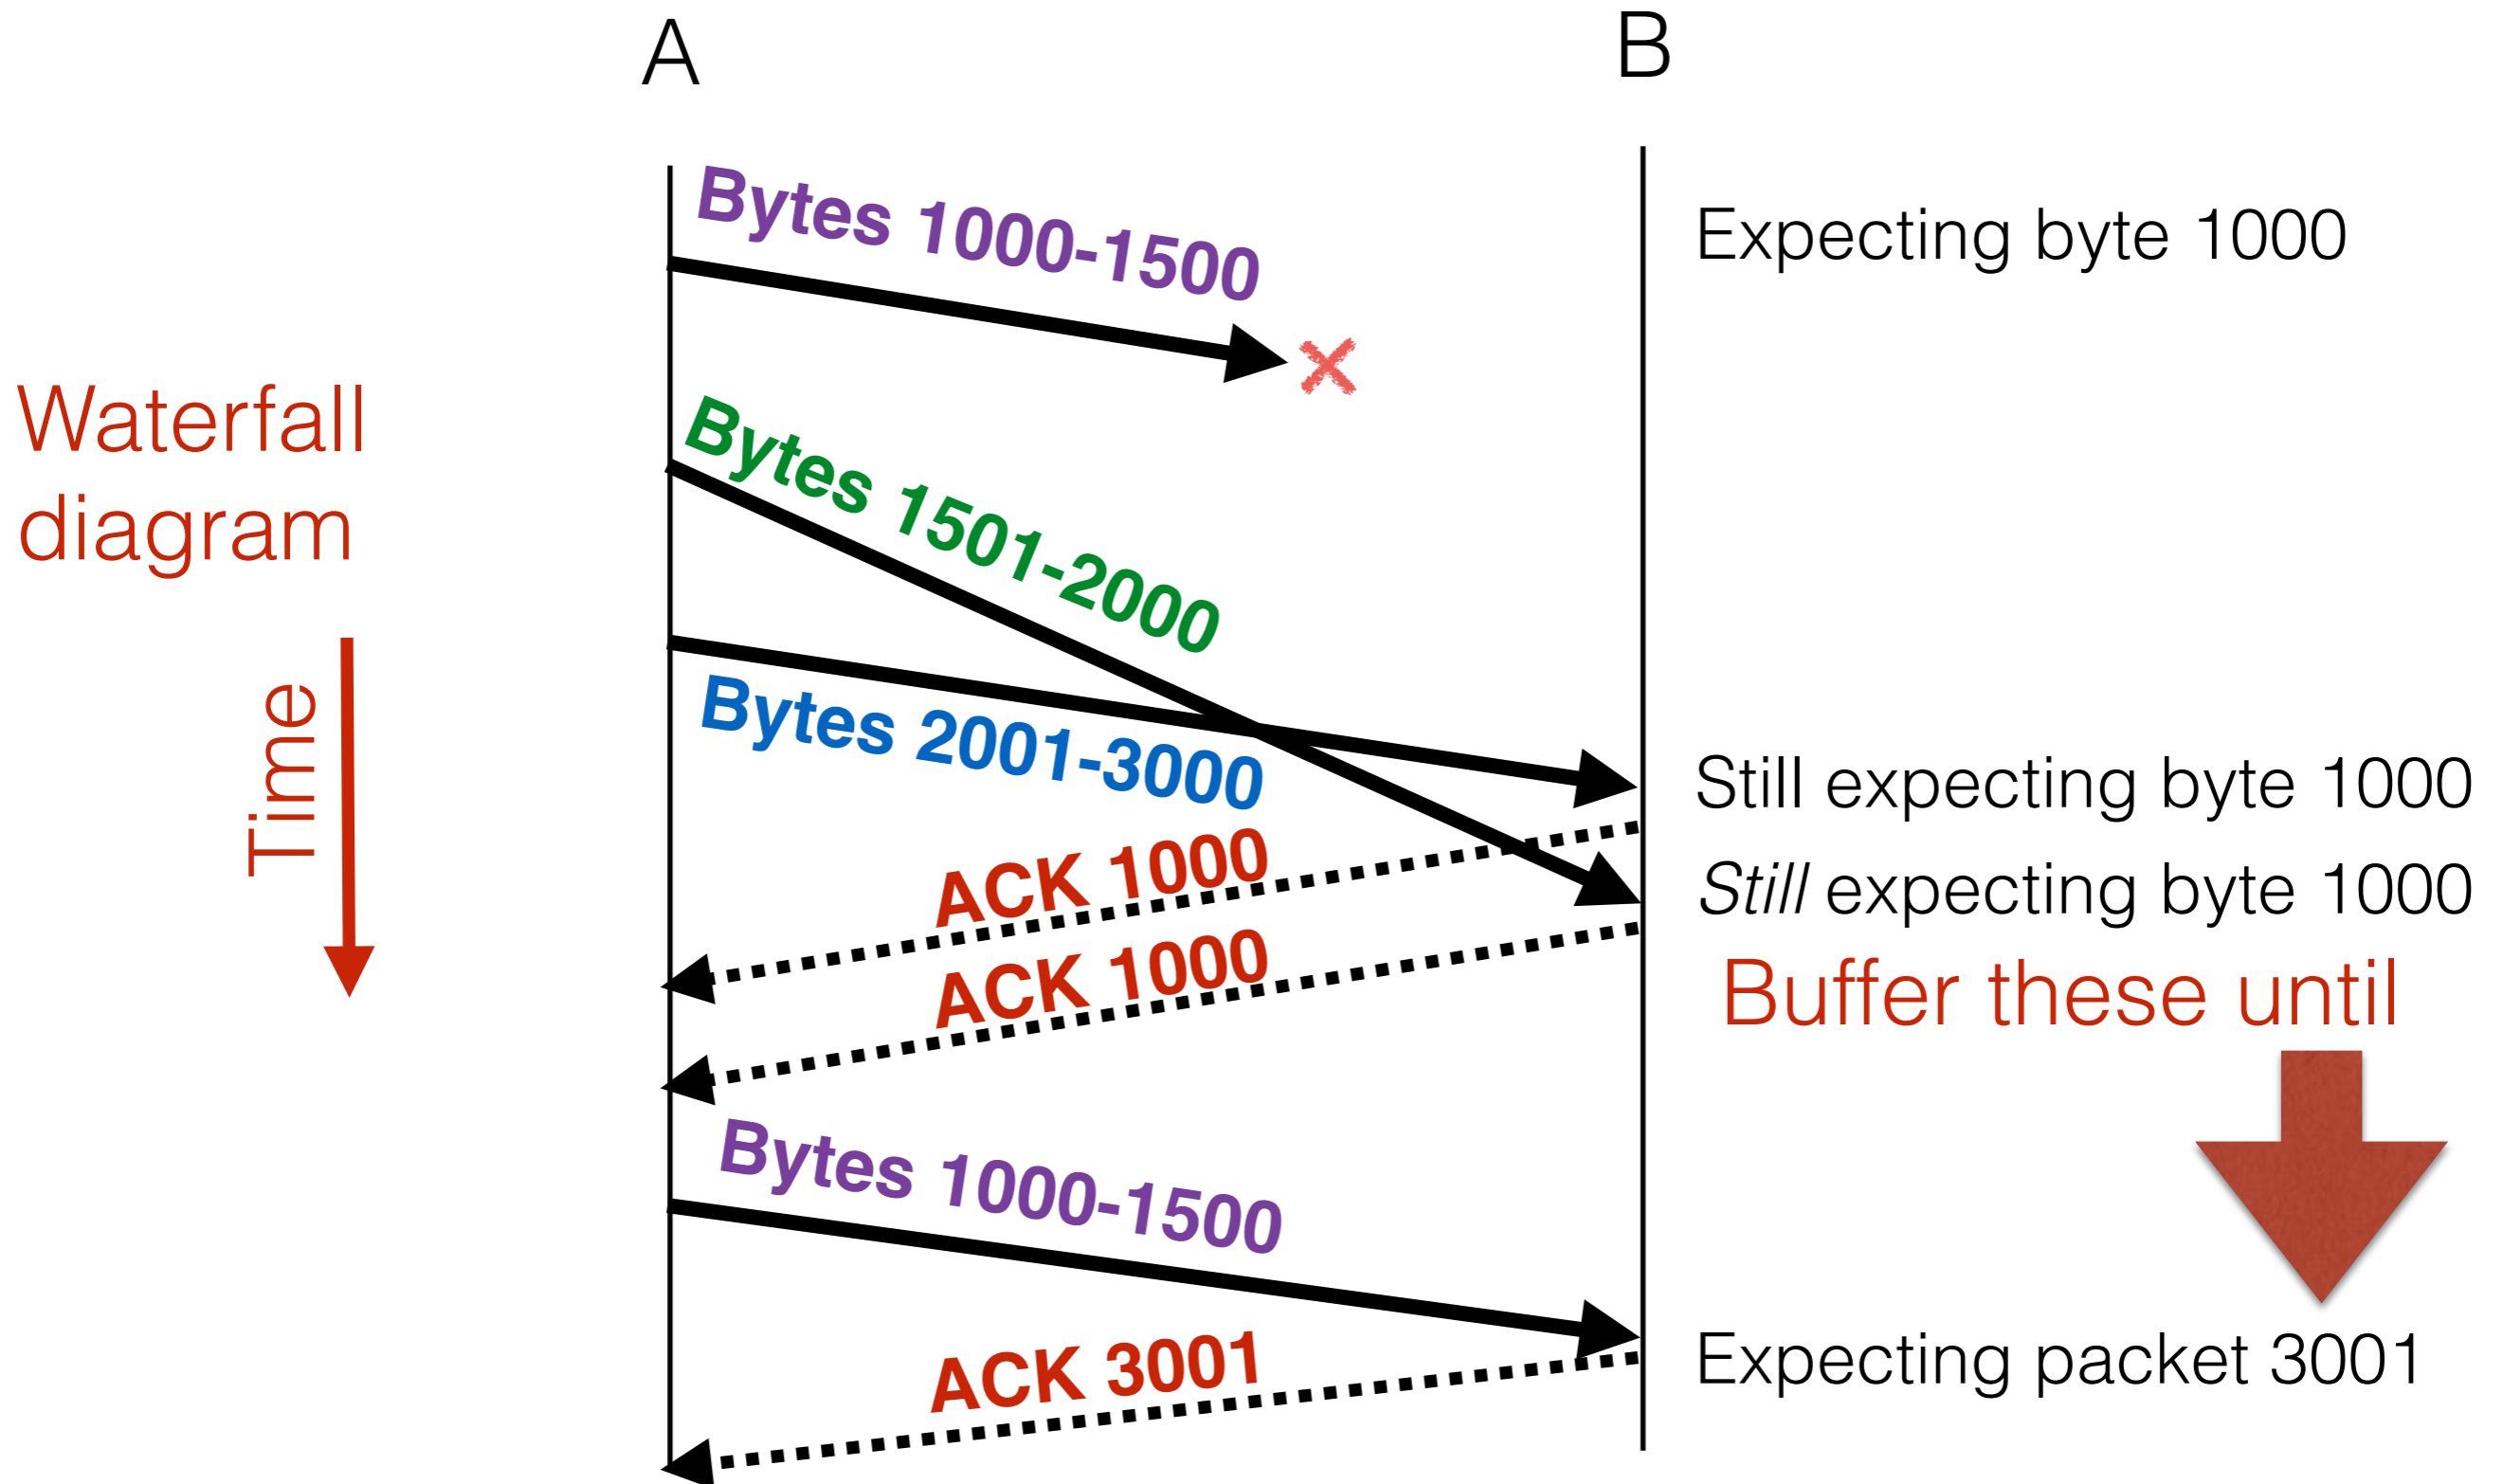 A
B
Bytes 1000-1500
Expecting byte 1000
Waterfall
diagram
Bytes 1501-2000
Time
Bytes 2001-3000
Still expecting byte 1000
ACK 1000
Still expecting byte 1000
ACK 1000
Buffer these until
Bytes 1000-1500
ACK 3001
Expecting packet 3001